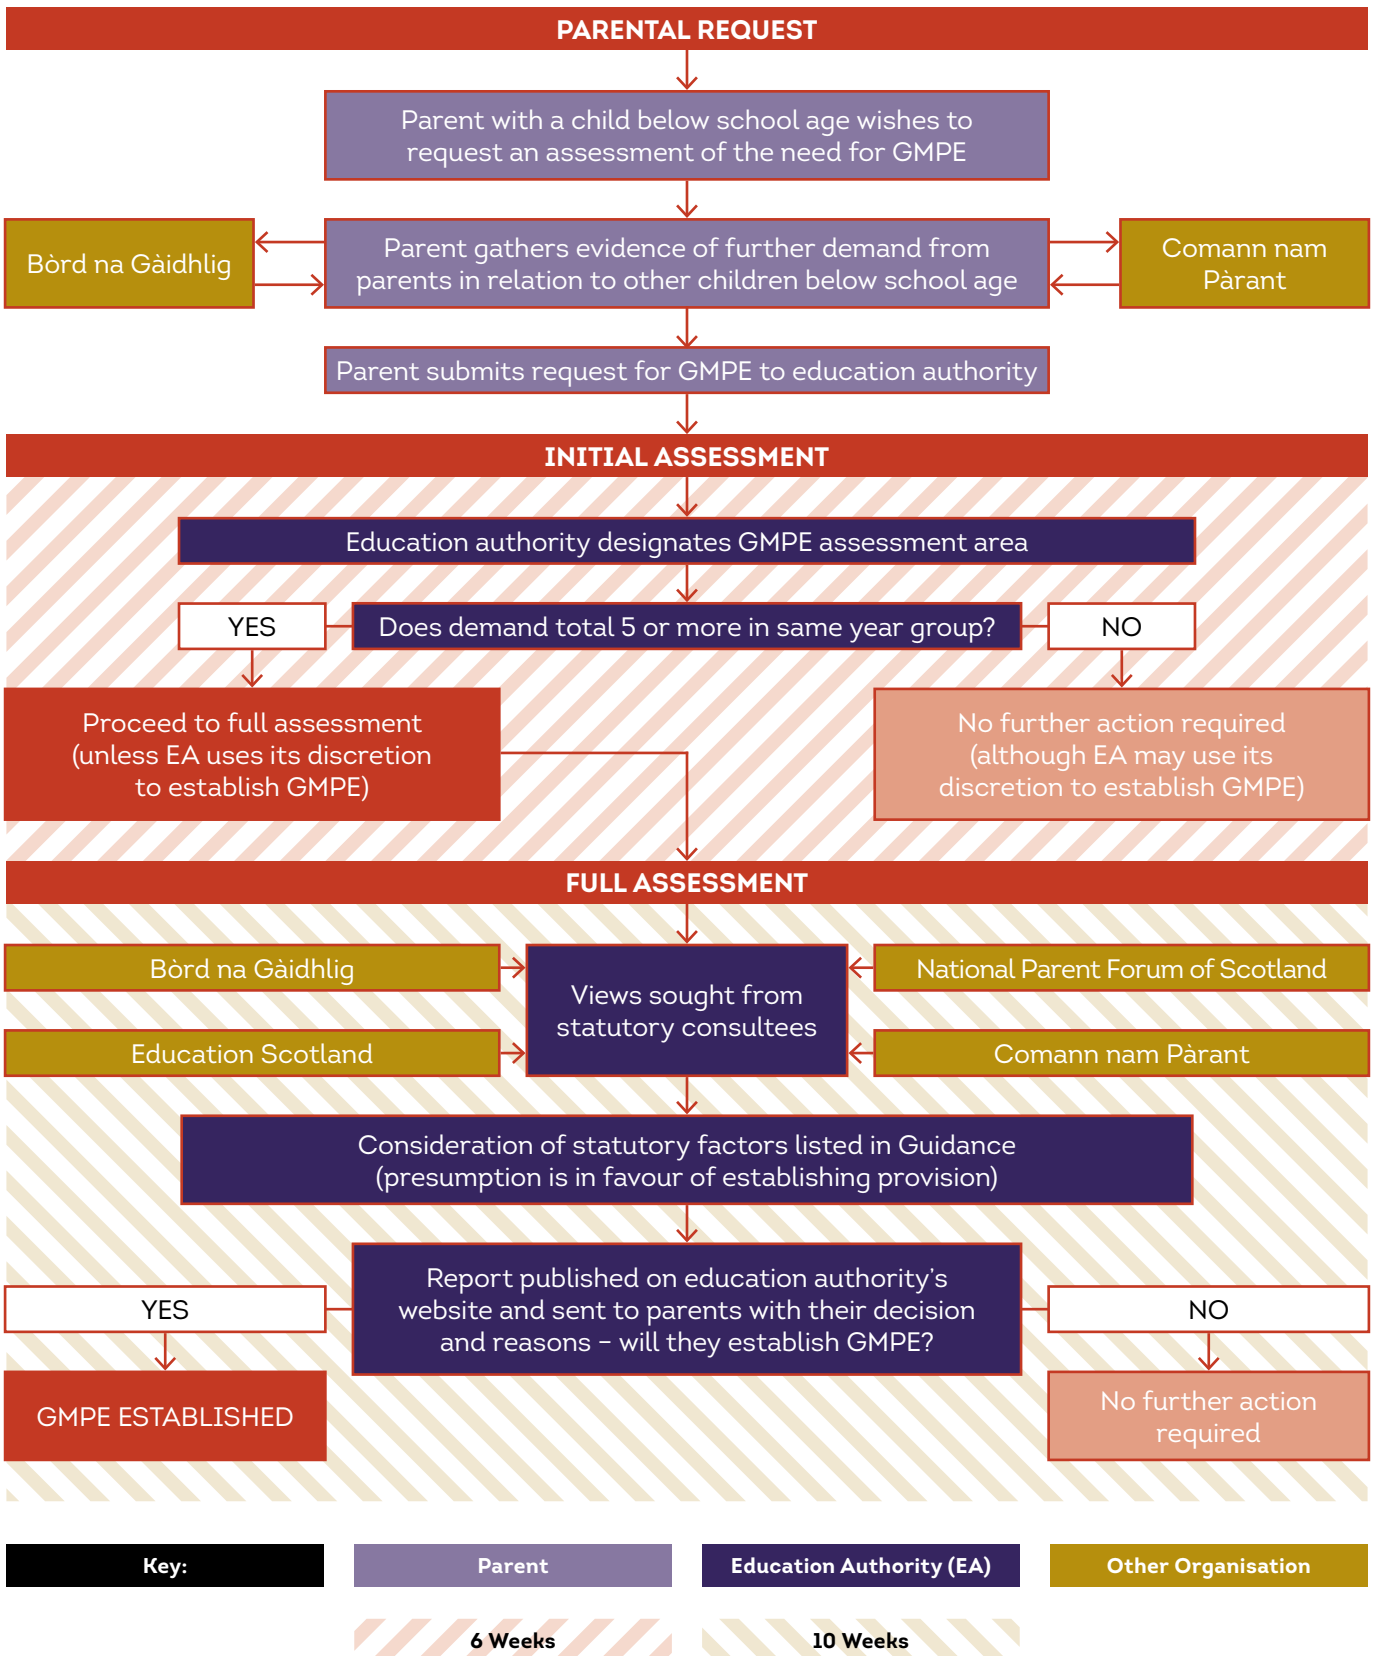 PARENTAL REQUEST
Parent with a child below school age wishes to
request an assessment of the need for GMPE
Bòrd na Gàidhlig
Parent gathers evidence of further demand from
parents in relation to other children below school age
Comann nam
Pàrant
Parent submits request for GMPE to education authority
INITIAL ASSESSMENT
Education authority designates GMPE assessment area
YES
Does demand total 5 or more in same year group?
NO
Proceed to full assessment
(unless EA uses its discretion
to establish GMPE)
No further action required
(although EA may use its
discretion to establish GMPE)
FULL ASSESSMENT
Bòrd na Gàidhlig
Education Scotland
Views sought from
statutory consultees
National Parent Forum of Scotland
Comann nam Pàrant
Consideration of statutory factors listed in Guidance
(presumption is in favour of establishing provision)
Report published on education authority’s
website and sent to parents with their decision
and reasons – will they establish GMPE?
YES
NO
GMPE ESTABLISHED
No further action
required
Key:
Parent
Education Authority (EA)
Other Organisation
6 Weeks
10 Weeks